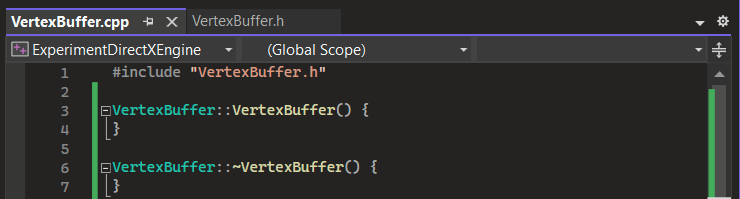 VertexBuffer.cpp VertexBuffer.h
ExperimentDirectXEngine (Global Scope)
1 #include "VertexBuffer.h"
2
3 VertexBuffer::VertexBuffer() {
4 }
5
6 VertexBuffer::~VertexBuffer() {
7 }